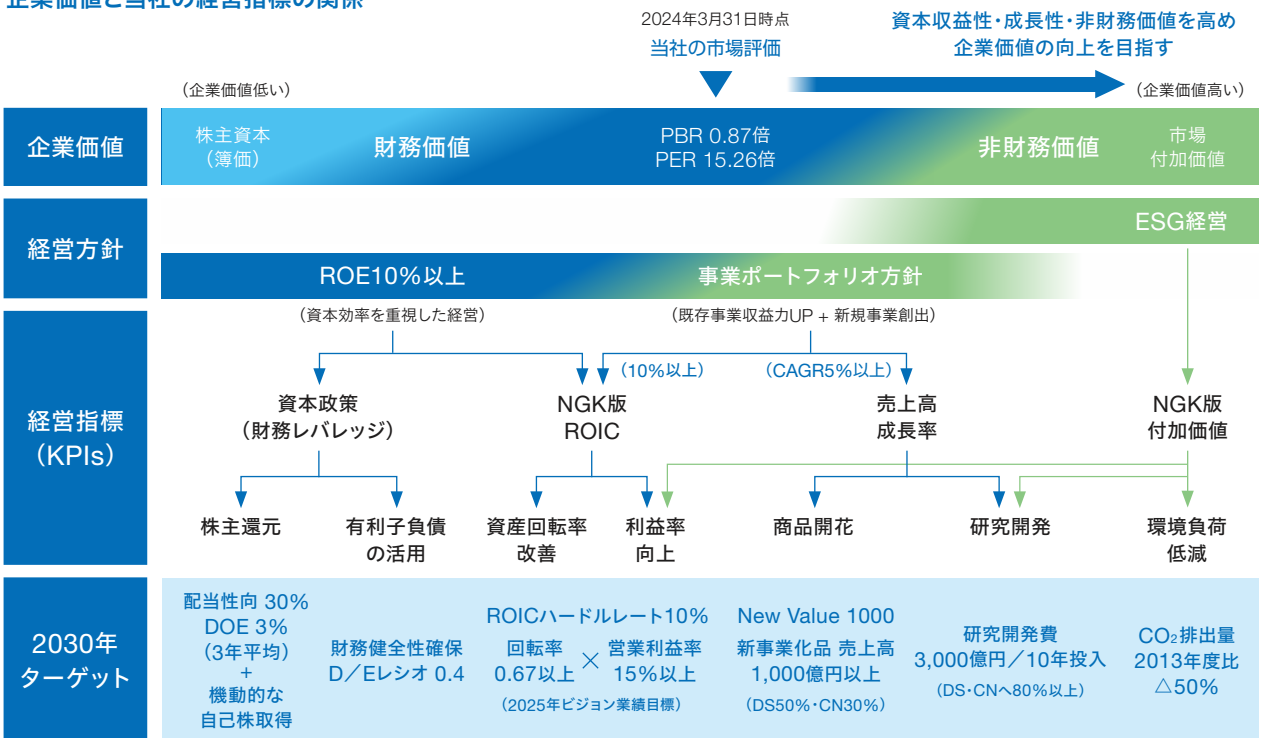 企業価値と当社の経営指標の関係
2024年3月31日時点
当社の市場評価
資本収益性・成長性・非財務価値を高め
企業価値の向上を目指す
（企業価値低い）
（企業価値高い）
企業価値
株主資本
（簿価）
財務価値
PBR 0.87倍
PER 15.26倍
非財務価値
市場
付加価値
経営方針
ESG経営
ROE10％以上
事業ポートフォリオ方針
（資本効率を重視した経営）
（既存事業収益力UP + 新規事業創出）
経営指標
（KPIs）
（10％以上）
（CAGR5％以上）
資本政策
（財務レバレッジ）
NGK版
ROIC
売上高
成長率
NGK版
付加価値
株主還元
有利子負債
の活用
資産回転率
改善
利益率
向上
商品開花
研究開発
環境負荷
低減
2030年
ターゲット
配当性向 30％
DOE 3％
（3年平均）
+
機動的な
自己株取得
財務健全性確保
D／Eレシオ 0.4
ROICハードルレート10％
回転率
0.67以上
×
営業利益率
15％以上
（2025年ビジョン業績目標）
New Value 1000
新事業化品 売上高
1,000億円以上
（DS50％・CN30％）
研究開発費
3,000億円／10年投入
（DS・CNへ80％以上）
CO₂排出量
2013年度比
△50％